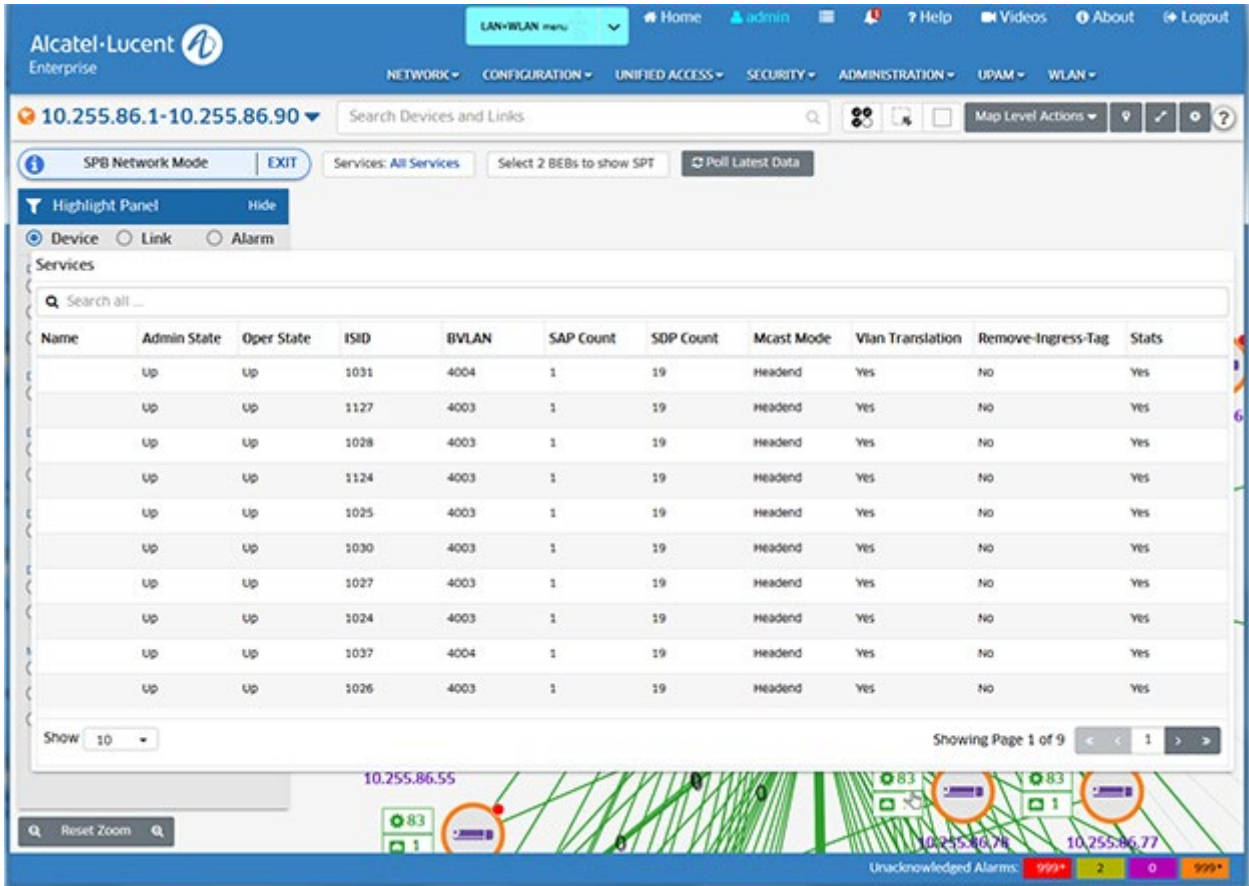 LAN+WLAN menu
Home admin ? Help Videos About Logout
Alcatel·Lucent
Enterprise
NETWORK CONFIGURATION UNIFIED ACCESS SECURITY ADMINISTRATION UPAM WLAN
10.255.86.1-10.255.86.90 Search Devices and Links Map Level Actions ?
SPB Network Mode EXIT Services: All Services Select 2 BEBs to show SPT Poll Latest Data
Highlight Panel Hide
Device Link Alarm
Services
Search all ...
Name Admin State Oper State ISID BVLAN SAP Count SDP Count Mcast Mode Vlan Translation Remove-Ingress-Tag Stats
Up Up 1031 4004 1 19 Headend Yes No Yes
Up Up 1127 4003 1 19 Headend Yes No Yes
Up Up 1028 4003 1 19 Headend Yes No Yes
Up Up 1124 4003 1 19 Headend Yes No Yes
Up Up 1025 4003 1 19 Headend Yes No Yes
Up Up 1030 4003 1 19 Headend Yes No Yes
Up Up 1027 4003 1 19 Headend Yes No Yes
Up Up 1024 4003 1 19 Headend Yes No Yes
Up Up 1037 4004 1 19 Headend Yes No Yes
Up Up 1026 4003 1 19 Headend Yes No Yes
Show 10 Showing Page 1 of 9 « < 1 > »
10.255.86.55 0 0 83 83
83 0 1
1 0 10.255.86.78 10.255.86.77
Reset Zoom
Unacknowledged Alarms: 999+ 2 0 999+